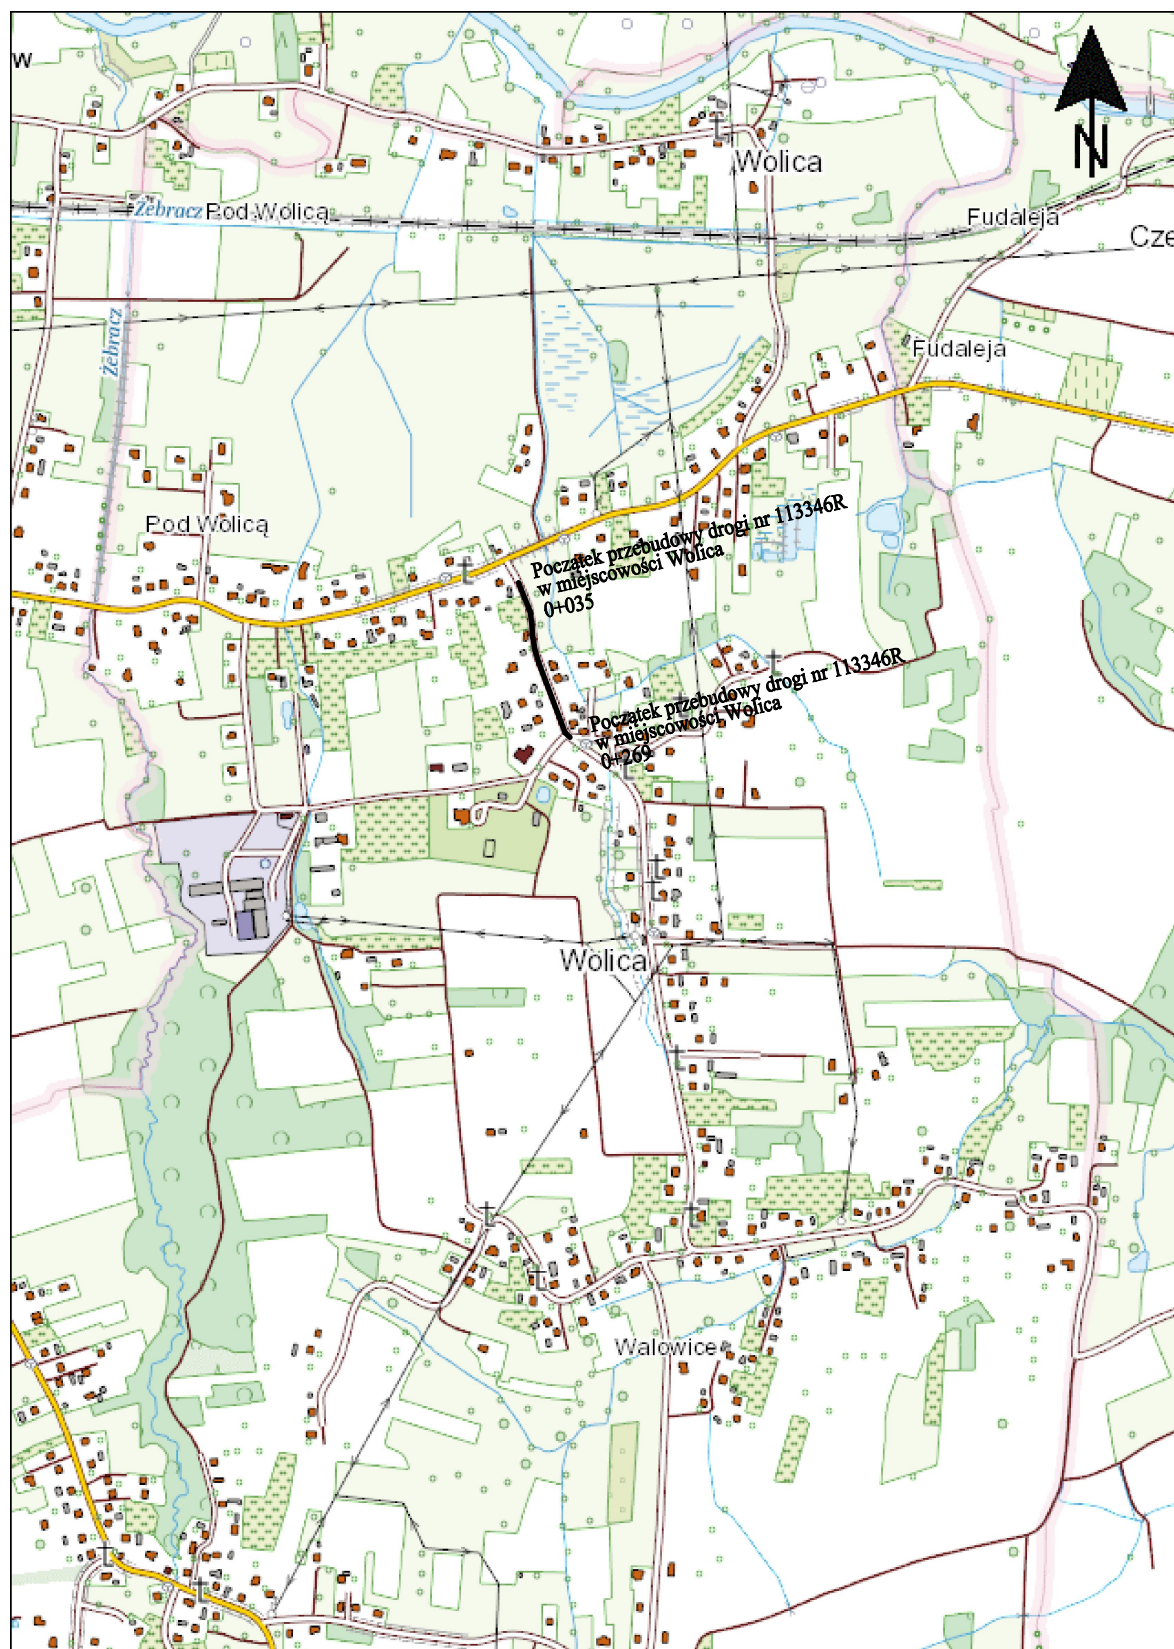 w
N
Wolica
Żebracz
Pod Wolicą
Fudaleja
Cze
Żebracz
Fudaleja
Pod Wolicą
Początek przebudowy drogi nr 113346R
w miejscowości Wolica
0+035
Początek przebudowy drogi nr 113346R
w miejscowości Wolica
0+269
Wolica
Walowice